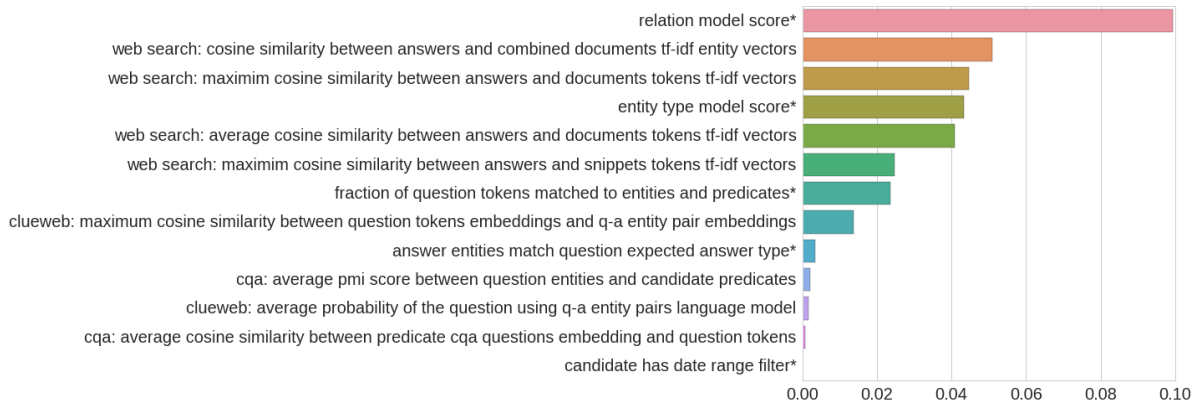 relation model score*
web search: cosine similarity between answers and combined documents tf-idf entity vectors
web search: maximim cosine similarity between answers and documents tokens tf-idf vectors
entity type model score*
web search: average cosine similarity between answers and documents tokens tf-idf vectors
web search: maximim cosine similarity between answers and snippets tokens tf-idf vectors
fraction of question tokens matched to entities and predicates*
clueweb: maximum cosine similarity between question tokens embeddings and q-a entity pair embeddings
answer entities match question expected answer type*
cqa: average pmi score between question entities and candidate predicates
clueweb: average probability of the question using q-a entity pairs language model
cqa: average cosine similarity between predicate cqa questions embedding and question tokens
candidate has date range filter*
0.00 0.02 0.04 0.06 0.08 0.10